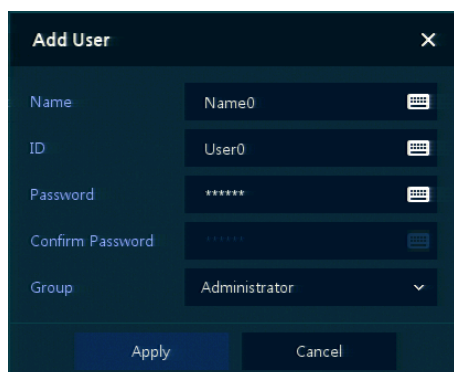 Add User
Name Name0
ID User0
Password ******
Confirm Password ******
Group Administrator
Apply Cancel